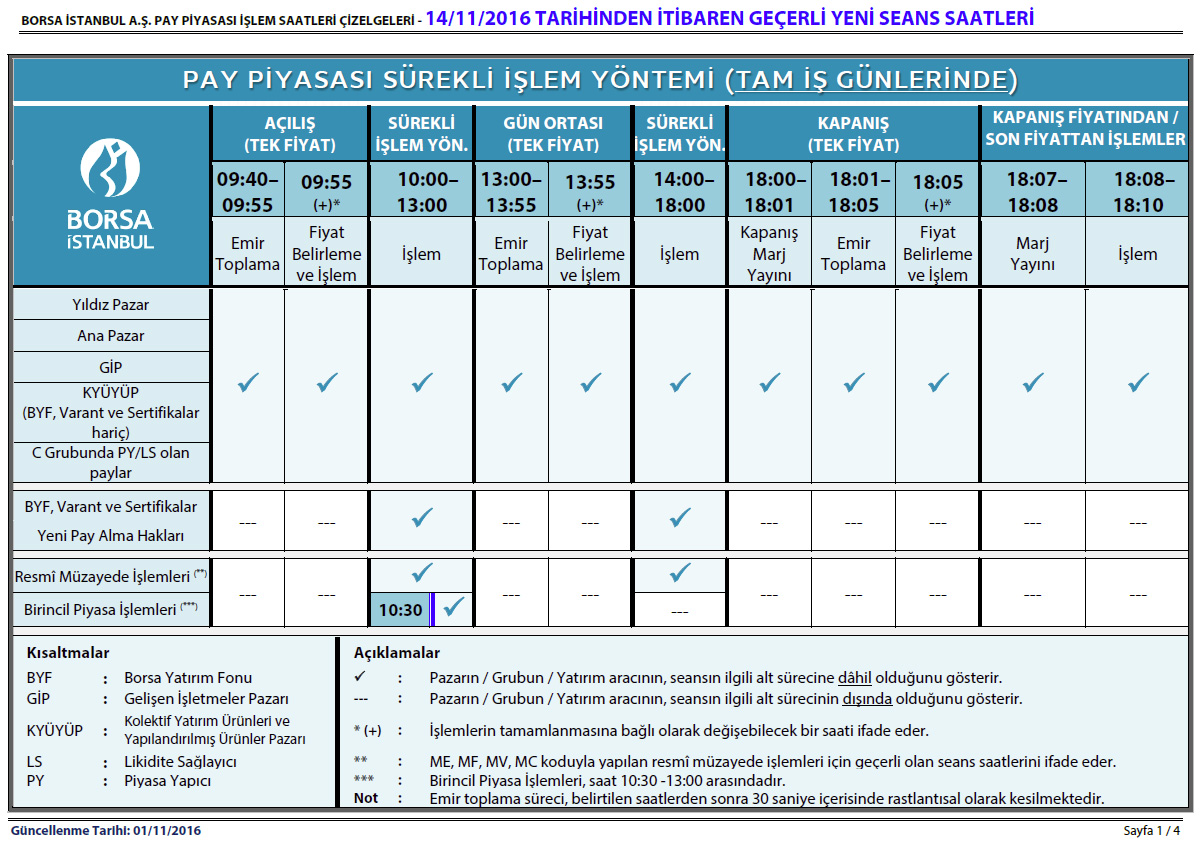 BORSA İSTANBUL A.Ş. PAY PİYASASI İŞLEM SAATLERİ ÇİZELGELERİ - 14/11/2016 TARİHİNDEN İTİBAREN GEÇERLİ YENİ SEANS SAATLERİ
PAY PİYASASI SÜREKLİ İŞLEM YÖNTEMİ (TAM İŞ GÜNLERİNDE)
BORSA
İSTANBUL
AÇILIŞ
(TEK FİYAT)
SÜREKLİ
İŞLEM YÖN.
GÜN ORTASI
(TEK FİYAT)
SÜREKLİ
İŞLEM YÖN.
KAPANIŞ
(TEK FİYAT)
KAPANIŞ FİYATINDAN /
SON FİYATTAN İŞLEMLER
09:40–
09:55
09:55
(+)*
10:00–
13:00
13:00–
13:55
13:55
(+)*
14:00–
18:00
18:00–
18:01
18:01–
18:05
18:05
(+)*
18:07–
18:08
18:08–
18:10
Emir
Toplama
Fiyat
Belirleme
ve İşlem
İşlem
Emir
Toplama
Fiyat
Belirleme
ve İşlem
İşlem
Kapanış
Marj
Yayını
Emir
Toplama
Fiyat
Belirleme
ve İşlem
Marj
Yayını
İşlem
Yıldız Pazar
Ana Pazar
GİP
KYÜYÜP
(BYF, Varant ve Sertifikalar
hariç)
C Grubunda PY/LS olan
paylar
✓ ✓ ✓ ✓ ✓ ✓ ✓ ✓ ✓ ✓ ✓
BYF, Varant ve Sertifikalar
Yeni Pay Alma Hakları
--- --- ✓ --- --- ✓ --- --- --- --- ---
Resmî Müzayede İşlemleri (**)
Birincil Piyasa İşlemleri (***)
--- --- ✓ --- --- ✓ --- --- --- --- ---
10:30 ✓ ---
Kısaltmalar
BYF : Borsa Yatırım Fonu
GİP : Gelişen İşletmeler Pazarı
KYÜYÜP : Kolektif Yatırım Ürünleri ve
Yapılandırılmış Ürünler Pazarı
LS : Likidite Sağlayıcı
PY : Piyasa Yapıcı
Açıklamalar
✓ : Pazarın / Grubun / Yatırım aracının, seansın ilgili alt sürecine dâhil olduğunu gösterir.
--- : Pazarın / Grubun / Yatırım aracının, seansın ilgili alt sürecinin dışında olduğunu gösterir.
* (+) : İşlemlerin tamamlanmasına bağlı olarak değişebilecek bir saati ifade eder.
** : ME, MF, MV, MC koduyla yapılan resmî müzayede işlemleri için geçerli olan seans saatlerini ifade eder.
*** : Birincil Piyasa İşlemleri, saat 10:30 -13:00 arasındadır.
Not : Emir toplama süreci, belirtilen saatlerden sonra 30 saniye içerisinde rastlantısal olarak kesilmektedir.
Güncellenme Tarihi: 01/11/2016
Sayfa 1 / 4